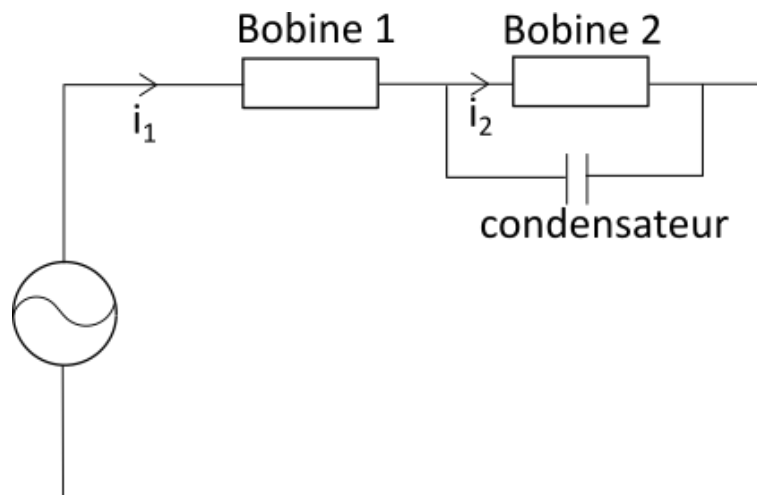 Bobine 1
Bobine 2
i₁
i₂
condensateur